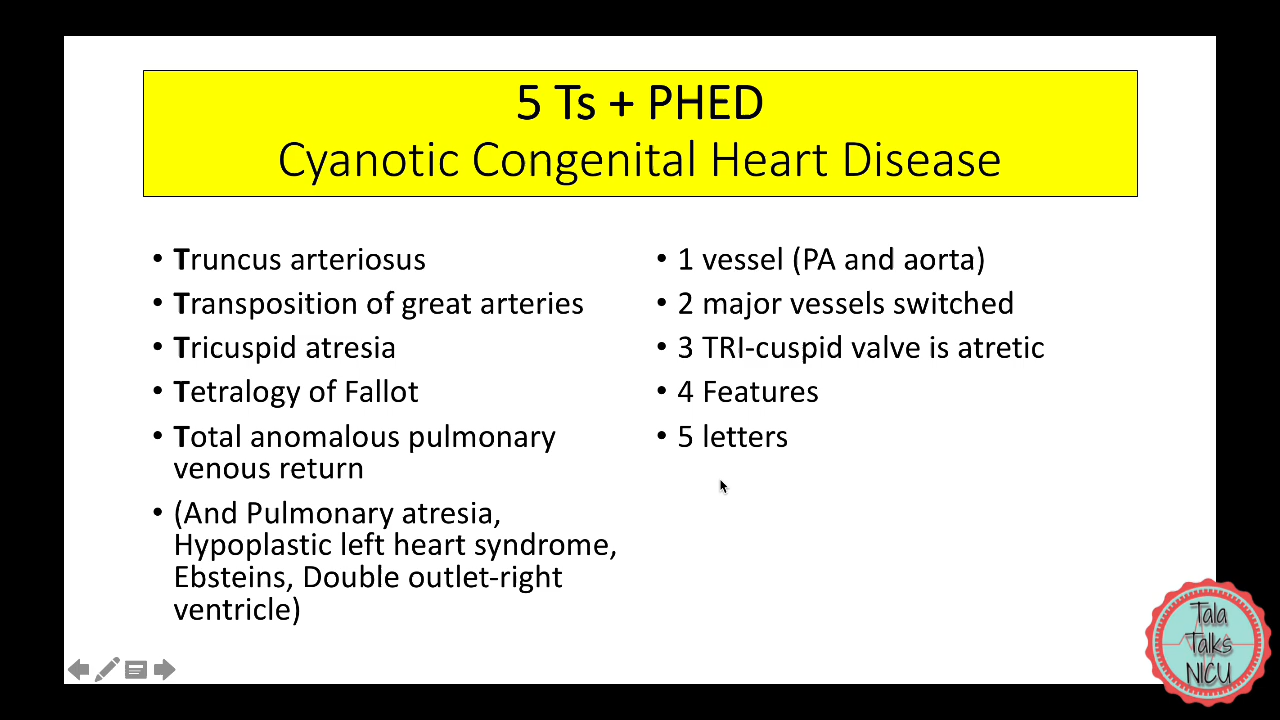 5 Ts + PHED
Cyanotic Congenital Heart Disease
• Truncus arteriosus
• Transposition of great arteries
• Tricuspid atresia
• Tetralogy of Fallot
• Total anomalous pulmonary
venous return
• (And Pulmonary atresia,
Hypoplastic left heart syndrome,
Ebsteins, Double outlet-right
ventricle)
• 1 vessel (PA and aorta)
• 2 major vessels switched
• 3 TRI-cuspid valve is atretic
• 4 Features
• 5 letters
Tala
Talks
NICU